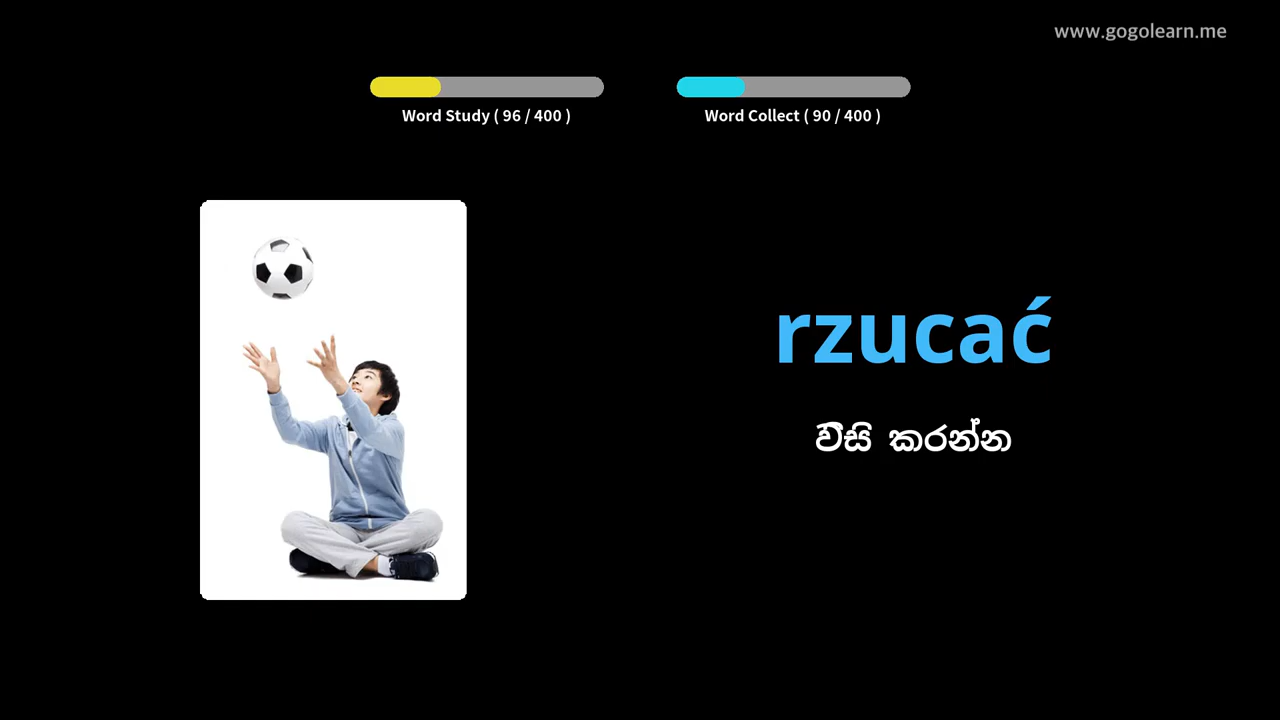 www.gogolearn.me
Word Study ( 96 / 400 )
Word Collect ( 90 / 400 )
rzucać
වීසි කරන්න